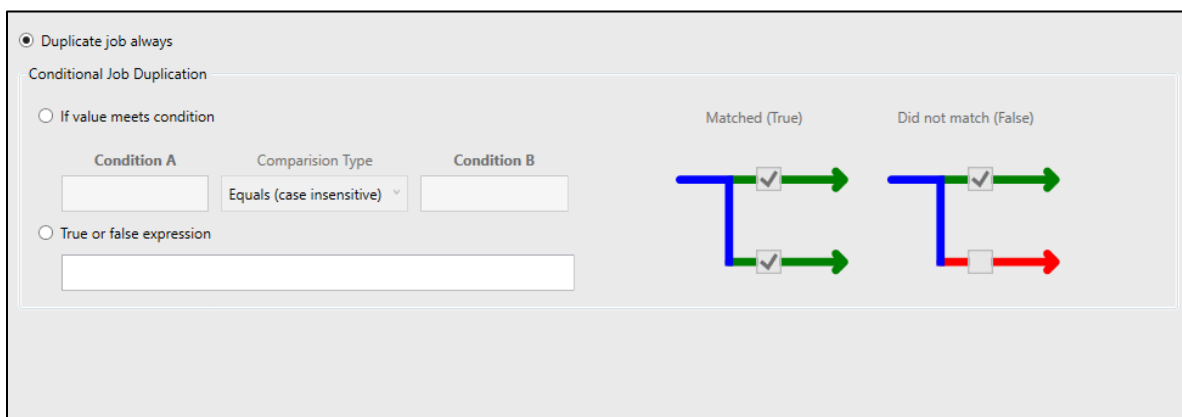 Duplicate job always
Conditional Job Duplication
If value meets condition
Matched (True)
Did not match (False)
Condition A
Comparision Type
Condition B
Equals (case insensitive)
True or false expression